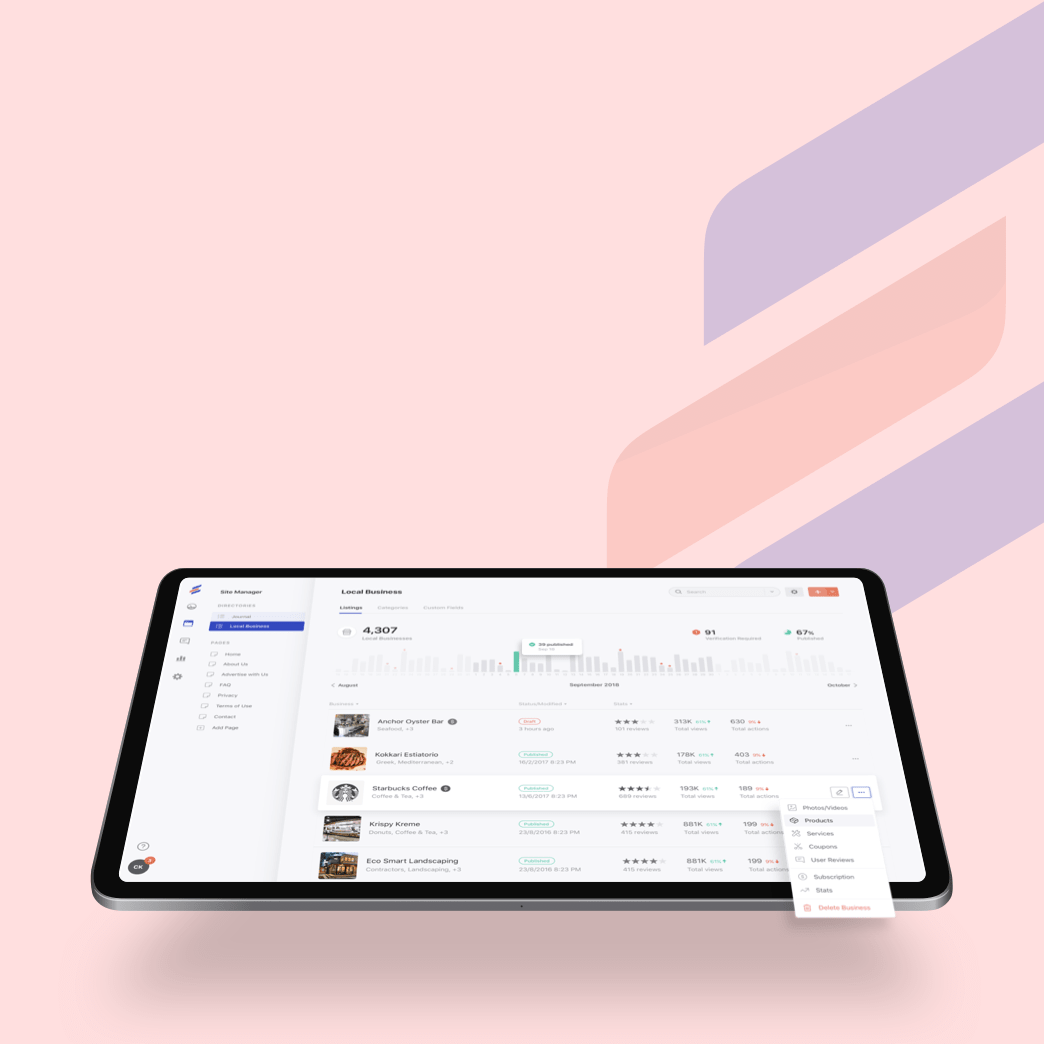 Site Manager
DIRECTORIES
Journal
Local Business
PAGES
Home
About Us
Advertise with Us
FAQ
Privacy
Terms of Use
Contact
Add Page
?
CK
Local Business
Search
Listings Categories Custom Fields
4,307
Local Businesses
39 published
91
Verification Required
67%
Published
August
September 2018
October
Business
Status/Modified
Stats
Anchor Oyster Bar
Seafood, +3
Draft
3 hours ago
101 reviews
313K 61%
Total views
630 9%
Total actions
Kokkari Estiatorio
Greek, Mediterranean, +2
Published
16/2/2017 8:23 PM
381 reviews
178K 61%
Total views
403 9%
Total actions
Starbucks Coffee
Coffee & Tea, +3
Published
13/6/2017 8:23 PM
688 reviews
193K 61%
Total views
189 9%
Total actions
Krispy Kreme
Donuts, Coffee & Tea, +3
Published
23/8/2016 8:23 PM
415 reviews
881K 61%
Total views
199 9%
Total actions
Eco Smart Landscaping
Contractors, Landscaping, +3
Published
23/8/2016 8:23 PM
415 reviews
881K 61%
Total views
199 9%
Total actions
Photos/Videos
Products
Services
Coupons
User Reviews
Subscription
Stats
Delete Business